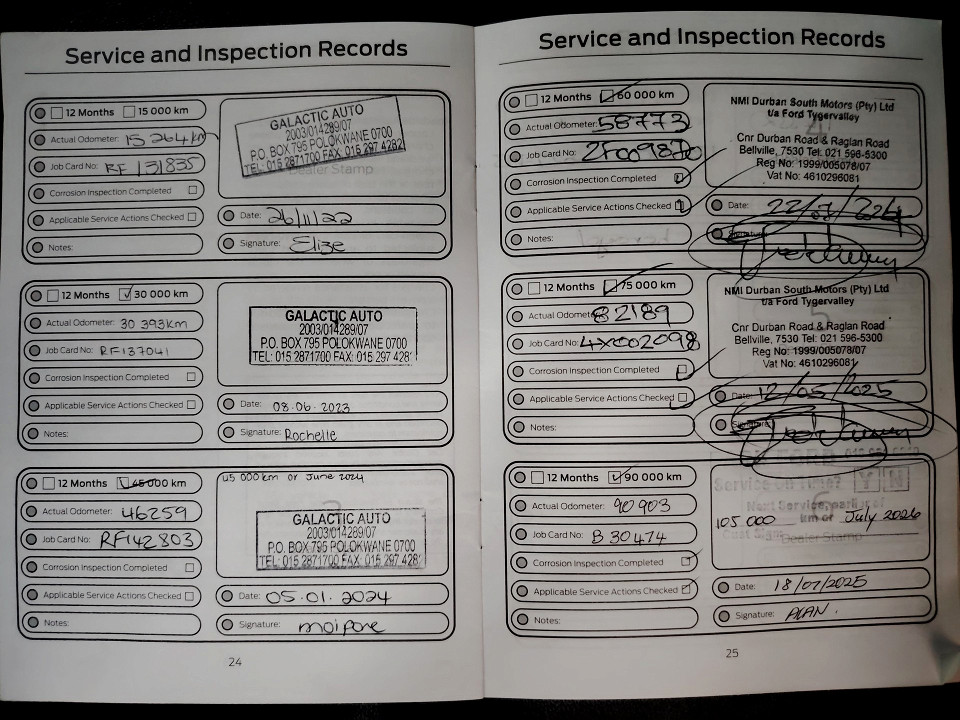 Service and Inspection Records
12 Months 15 000 km
Actual Odometer: 15 264 km
Job Card No: RF 131835
Corrosion Inspection Completed
Applicable Service Actions Checked
Notes:
GALACTIC AUTO
2003/014289/07
P.O. BOX 795 POLOKWANE 0700
TEL: 015 2871700 FAX: 015 297 4282
Dealer Stamp
Date: 26/11/22
Signature: Elize
12 Months 30 000 km
Actual Odometer: 30 393km
Job Card No: RF137041
Corrosion Inspection Completed
Applicable Service Actions Checked
Notes:
GALACTIC AUTO
2003/014289/07
P.O. BOX 795 POLOKWANE 0700
TEL: 015 2871700 FAX: 015 297 428
Date: 08.06.2023
Signature: Rochelle
12 Months 45 000 km
Actual Odometer: 46259
Job Card No: RF142803
Corrosion Inspection Completed
Applicable Service Actions Checked
Notes:
45 000 km or June 2024
GALACTIC AUTO
2003/014289/07
P.O. BOX 795 POLOKWANE 0700
TEL: 015 2871700 FAX: 015 297 428
Date: 05.01.2024
Signature: moipone
24
Service and Inspection Records
12 Months 60 000 km
Actual Odometer: 58773
Job Card No:
Corrosion Inspection Completed
Applicable Service Actions Checked
Notes:
NMI Durban South Motors (Pty) Ltd
t/a Ford Tygervalley
Cnr Durban Road & Raglan Road
Bellville, 7530 Tel: 021 596-5300
Reg No: 1999/005078/07
Vat No: 4610296081
Date:
Signature:
12 Months 75 000 km
Actual Odometer: 82189
Job Card No: 4X002098
Corrosion Inspection Completed
Applicable Service Actions Checked
Notes:
NMI Durban South Motors (Pty) Ltd
t/a Ford Tygervalley
5
Cnr Durban Road & Raglan Road
Bellville, 7530 Tel: 021 596-5300
Reg No: 1999/005078/07
Vat No: 4610296081
Date: 12/05/2025
Signature:
12 Months 90 000 km
Actual Odometer: 90903
Job Card No: B 30474
Corrosion Inspection Completed
Applicable Service Actions Checked
Notes:
105 000 km or July 2026
Dealer Stamp
Date: 18/07/2025
Signature: ALAN.
25